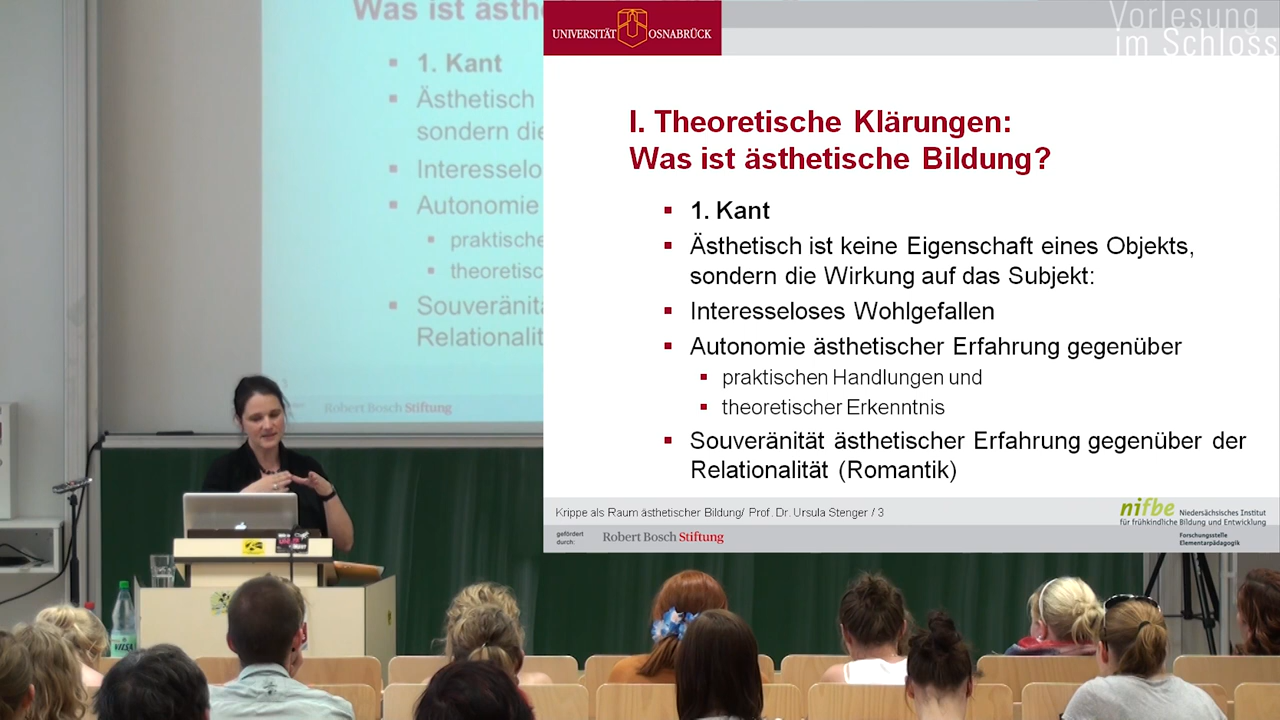 Was ist ästh
1. Kant
Ästhetisch
sondern die
Interesselo
Autonomie
praktische
theoretisc
Souveränitä
Relationalit
Robert Bosch Stiftung
UNIVERSITÄT OSNABRÜCK
Vorlesung
im Schloss
I. Theoretische Klärungen:
Was ist ästhetische Bildung?
1. Kant
Ästhetisch ist keine Eigenschaft eines Objekts,
sondern die Wirkung auf das Subjekt:
Interesseloses Wohlgefallen
Autonomie ästhetischer Erfahrung gegenüber
praktischen Handlungen und
theoretischer Erkenntnis
Souveränität ästhetischer Erfahrung gegenüber der
Relationalität (Romantik)
Krippe als Raum ästhetischer Bildung/ Prof. Dr. Ursula Stenger / 3
gefördert
durch:
Robert Bosch Stiftung
nifbe Niedersächsisches Institut
für frühkindliche Bildung und Entwicklung
Forschungsstelle
Elementarpädagogik
VILSA